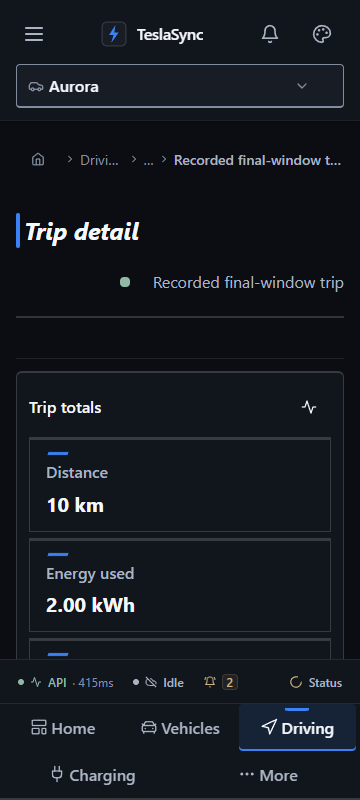 TeslaSync
Aurora
Drivi... ... Recorded final-window t...
Trip detail
Recorded final-window trip
Trip totals
Distance
10 km
Energy used
2.00 kWh
API · 415ms Idle 2 Status
Home Vehicles Driving
Charging More